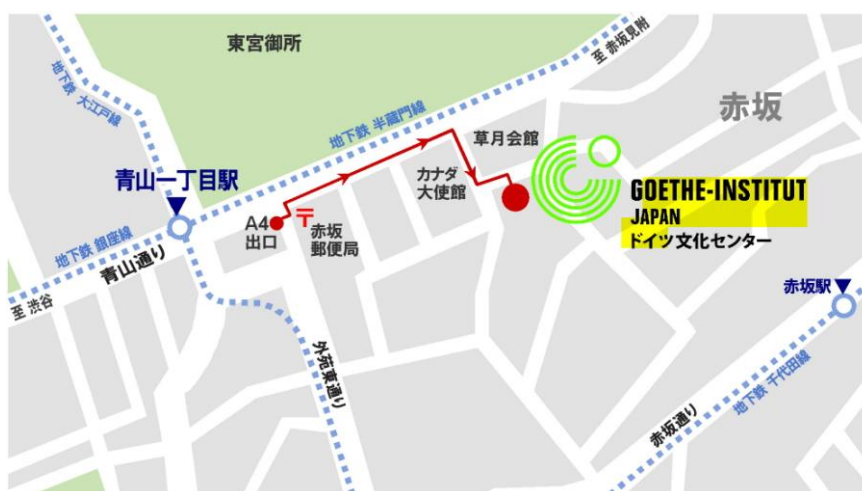 東宮御所
至 赤坂見附
地下鉄 大江戸線
地下鉄 半蔵門線
赤坂
草月会館
カナダ
大使館
GOETHE-INSTITUT
JAPAN
ドイツ文化センター
青山一丁目駅
A4
出口
〒
赤坂
郵便局
地下鉄 銀座線
青山通り
至 渋谷
赤坂駅
外苑東通り
赤坂通り
地下鉄 千代田線